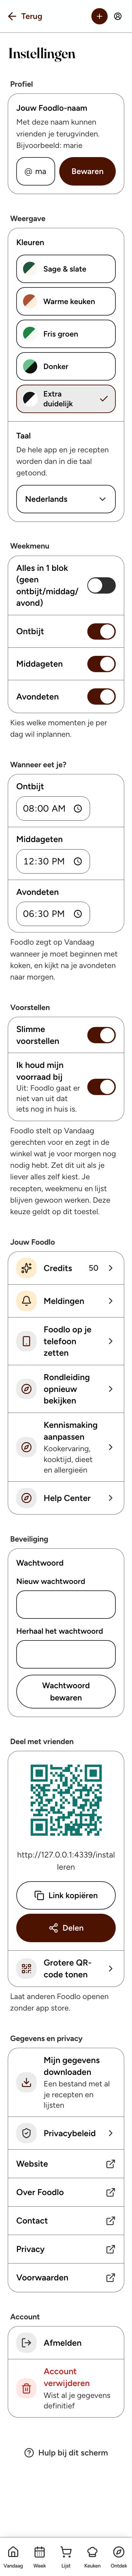 Terug
Instellingen
Profiel
Jouw Foodlo-naam
Met deze naam kunnen
vrienden je terugvinden.
Bijvoorbeeld: marie
@ ma
Bewaren
Weergave
Kleuren
Sage & slate
Warme keuken
Fris groen
Donker
Extra
duidelijk
Taal
De hele app en je recepten
worden dan in die taal
getoond.
Nederlands
Weekmenu
Alles in 1 blok
(geen
ontbijt/middag/
avond)
Ontbijt
Middageten
Avondeten
Kies welke momenten je per
dag wil inplannen.
Wanneer eet je?
Ontbijt
08:00 AM
Middageten
12:30 PM
Avondeten
06:30 PM
Foodlo zegt op Vandaag
wanneer je moet beginnen met
koken, en kijkt na je avondeten
naar morgen.
Voorstellen
Slimme
voorstellen
Ik houd mijn
voorraad bij
Uit: Foodlo gaat er
niet van uit dat
iets nog in huis is.
Foodlo stelt op Vandaag
gerechten voor en zegt in de
winkel wat je voor morgen nog
nodig hebt. Zet dit uit als je
liever alles zelf kiest. Je
recepten, weekmenu en lijst
blijven gewoon werken. Deze
keuze geldt op dit toestel.
Jouw Foodlo
Credits 50
Meldingen
Foodlo op je
telefoon
zetten
Rondleiding
opnieuw
bekijken
Kennismaking
aanpassen
Kookervaring,
kooktijd, dieet
en allergieën
Help Center
Beveiliging
Wachtwoord
Nieuw wachtwoord
Herhaal het wachtwoord
Wachtwoord
bewaren
Deel met vrienden
http://127.0.0.1:4339/instal
leren
Link kopiëren
Delen
Grotere QR-
code tonen
Laat anderen Foodlo openen
zonder app store.
Gegevens en privacy
Mijn gegevens
downloaden
Een bestand met al
je recepten en
lijsten
Privacybeleid
Website
Over Foodlo
Contact
Privacy
Voorwaarden
Account
Afmelden
Account
verwijderen
Wist al je gegevens
definitief
Hulp bij dit scherm
Vandaag Week Lijst Keuken Ontdek